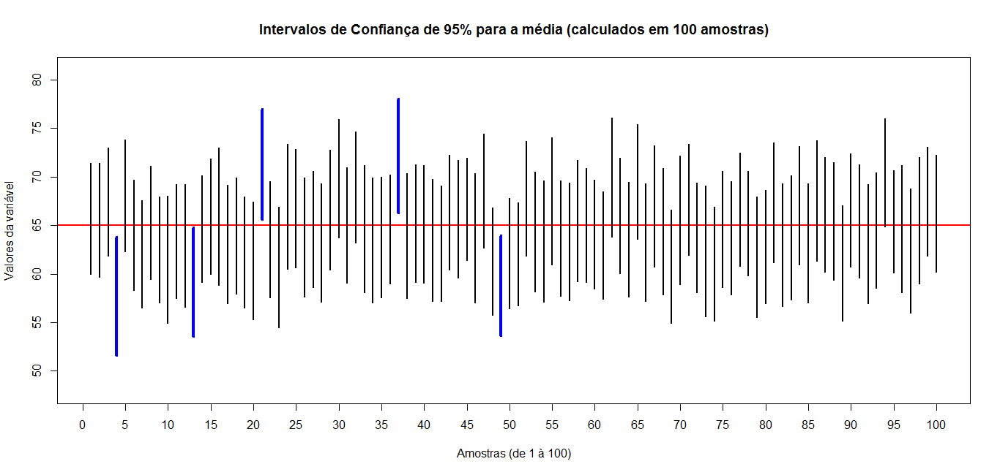 Intervalos de Confiança de 95% para a média (calculados em 100 amostras)
Valores da variável
80
75
70
65
60
55
50
0 5 10 15 20 25 30 35 40 45 50 55 60 65 70 75 80 85 90 95 100
Amostras (de 1 à 100)